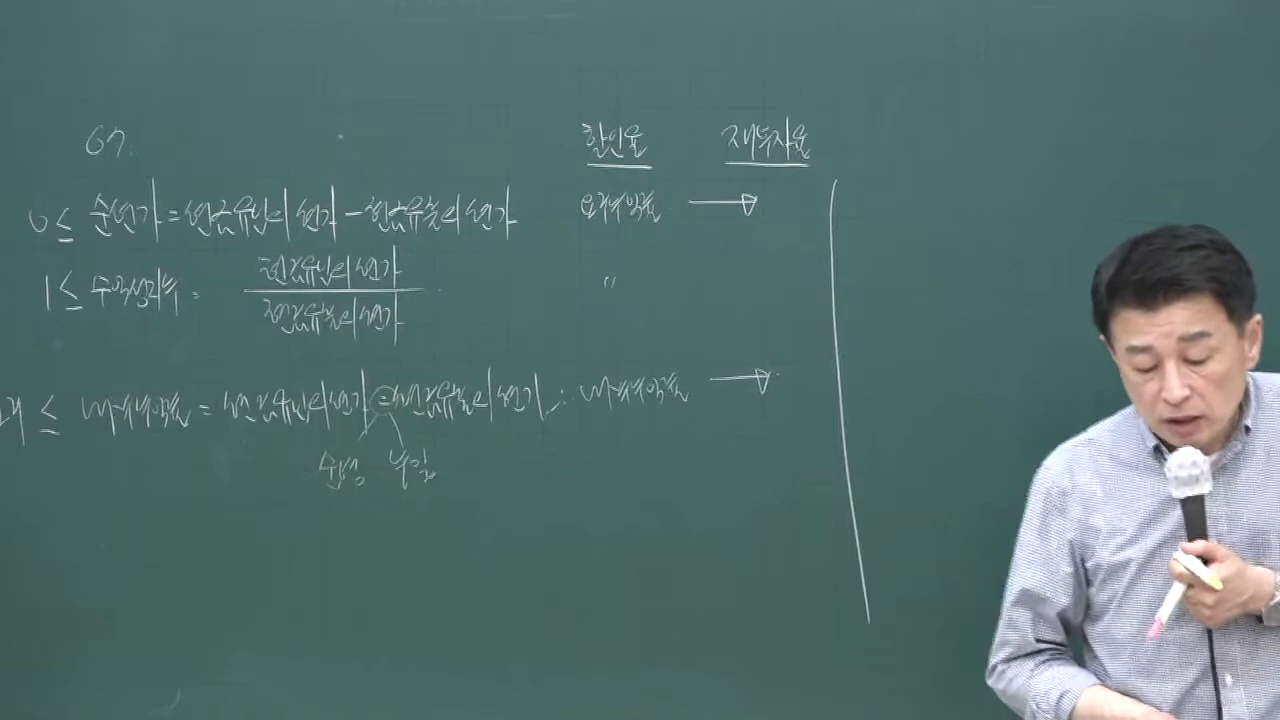 67.
할인율 재투자율
0 ≤ 순현가 = 현금유입의 현가 - 현금유출의 현가 요구수익률 →
1 ≤ 수익성지수 = 현금유입의 현가 / 현금유출의 현가 〃
≤ 내부수익률 = 현금유입의 현가 = 현금유출의 현가 ∴ 내부수익률 →